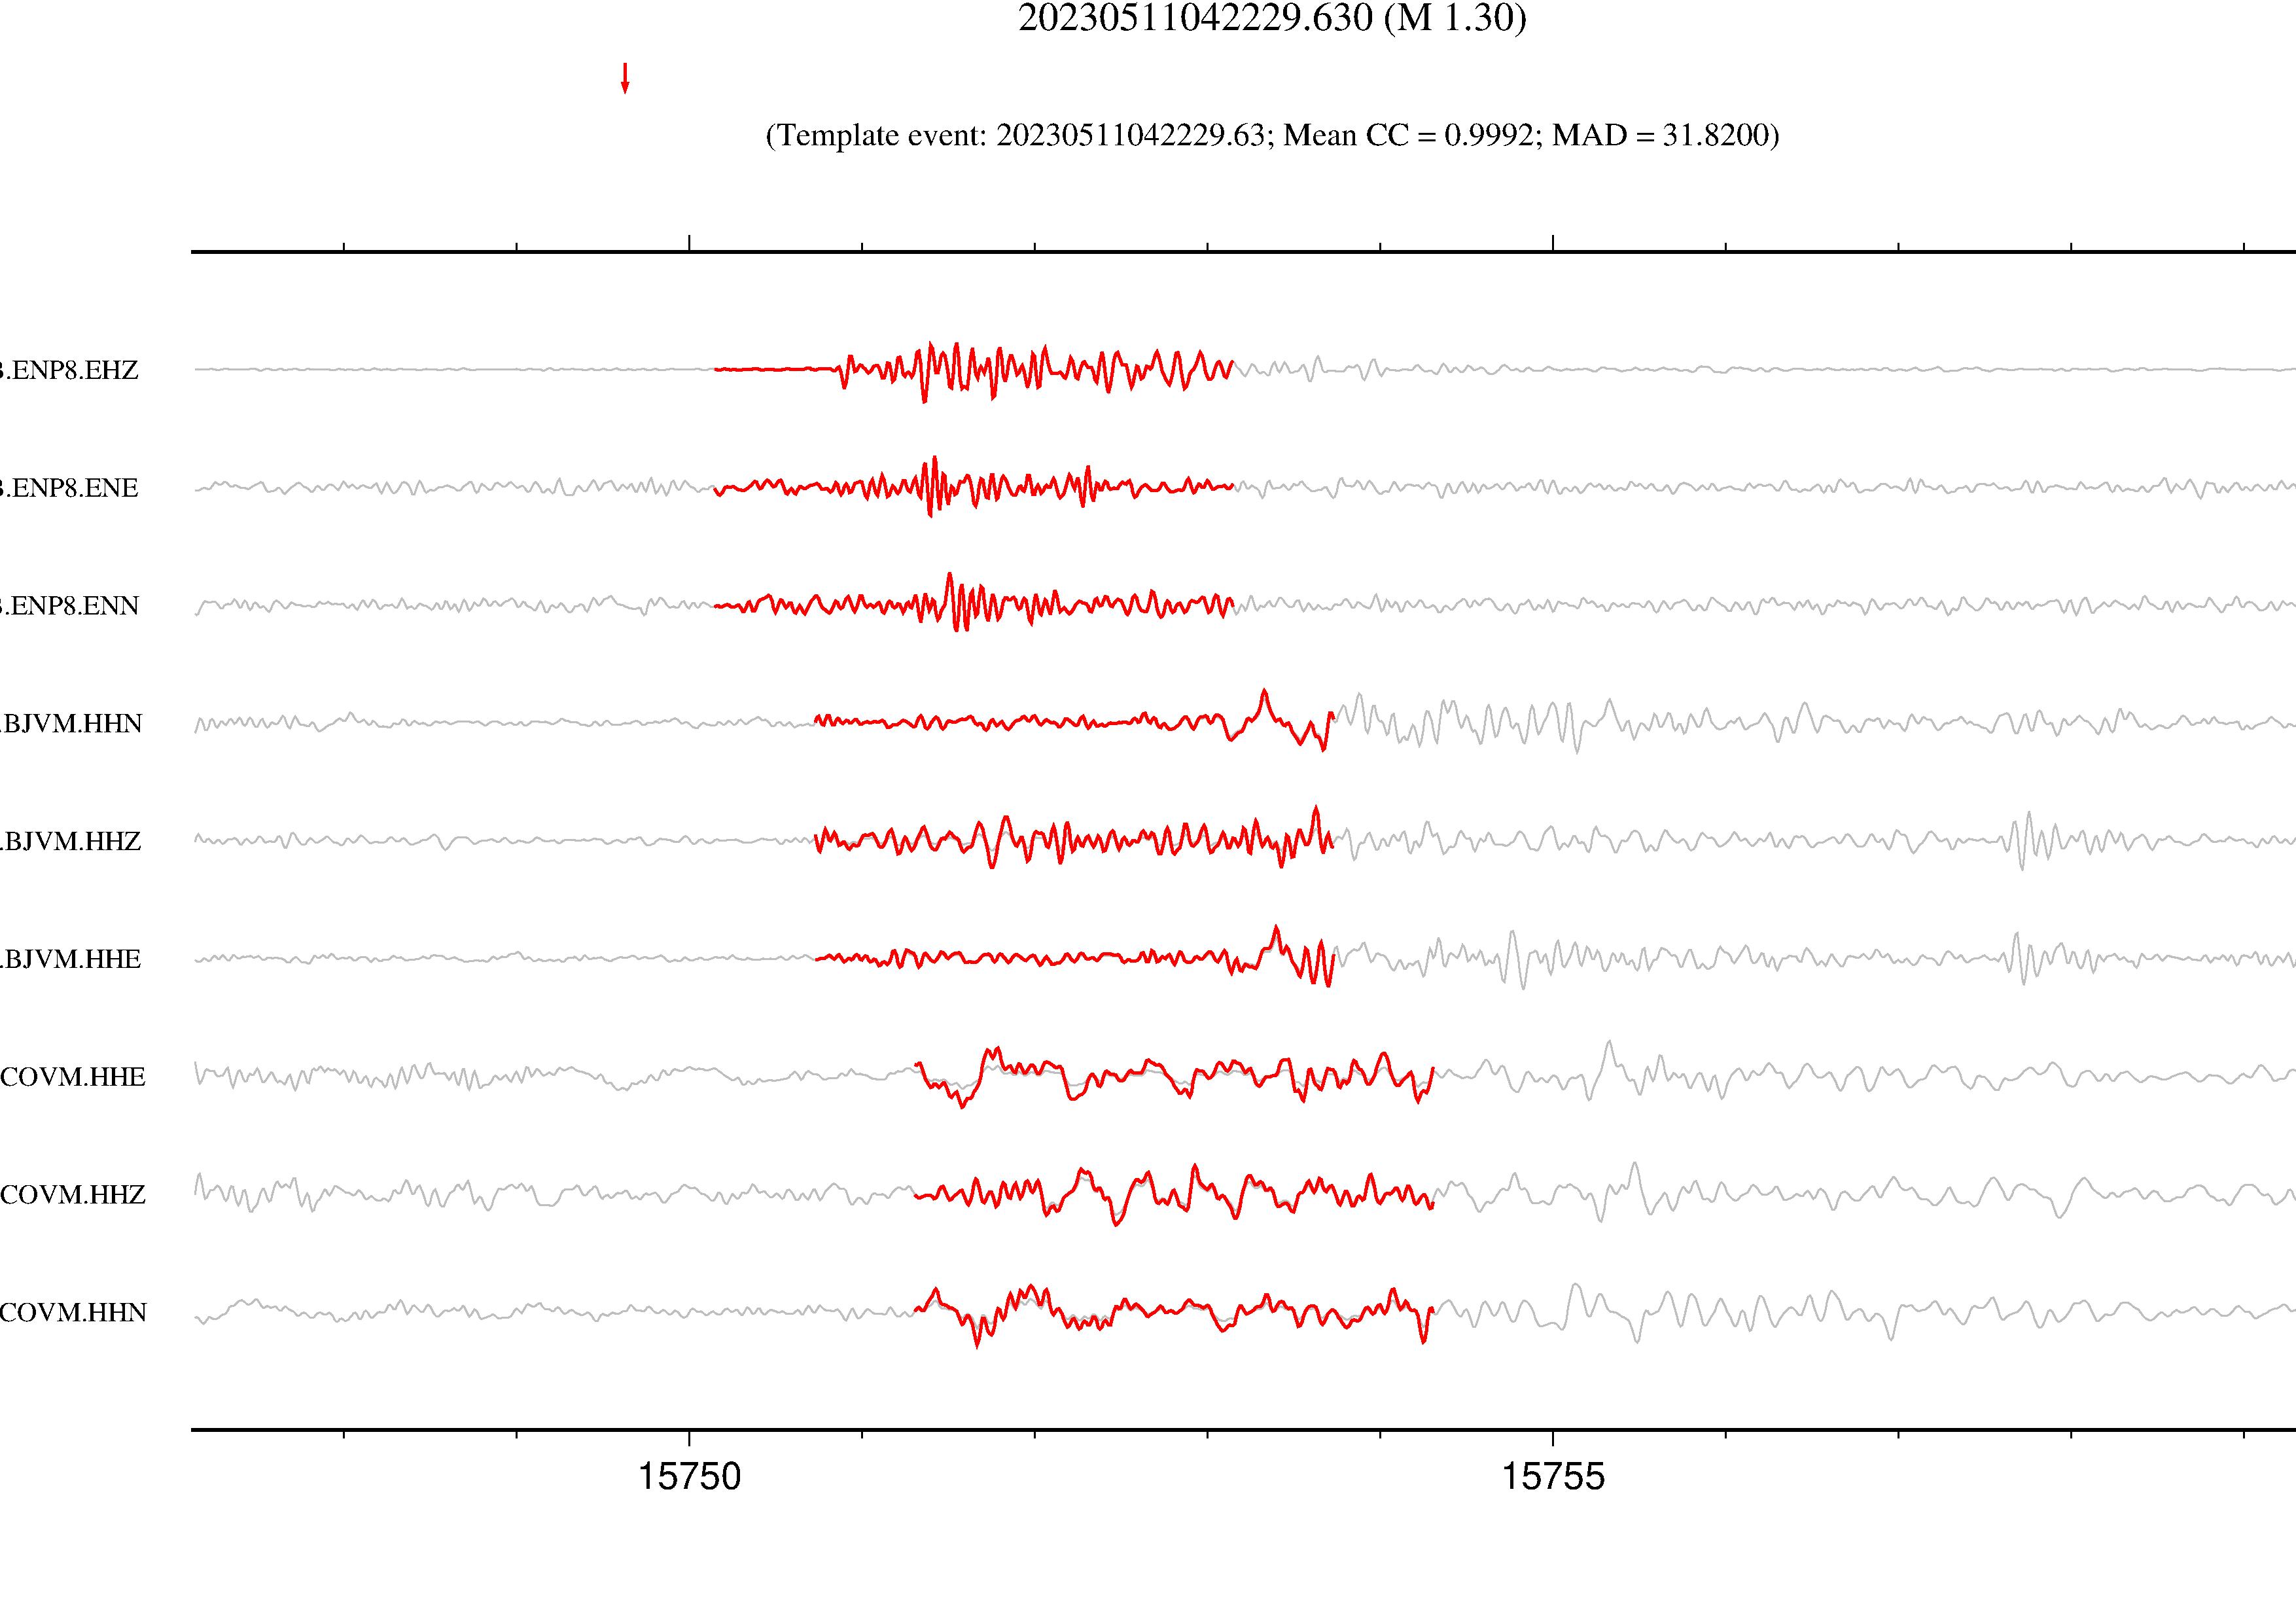 20230511042229.630 (M 1.30)
(Template event: 20230511042229.63; Mean CC = 0.9992; MAD = 31.8200)
.ENP8.EHZ
.ENP8.ENE
.ENP8.ENN
.BJVM.HHN
.BJVM.HHZ
.BJVM.HHE
COVM.HHE
COVM.HHZ
COVM.HHN
15750 15755